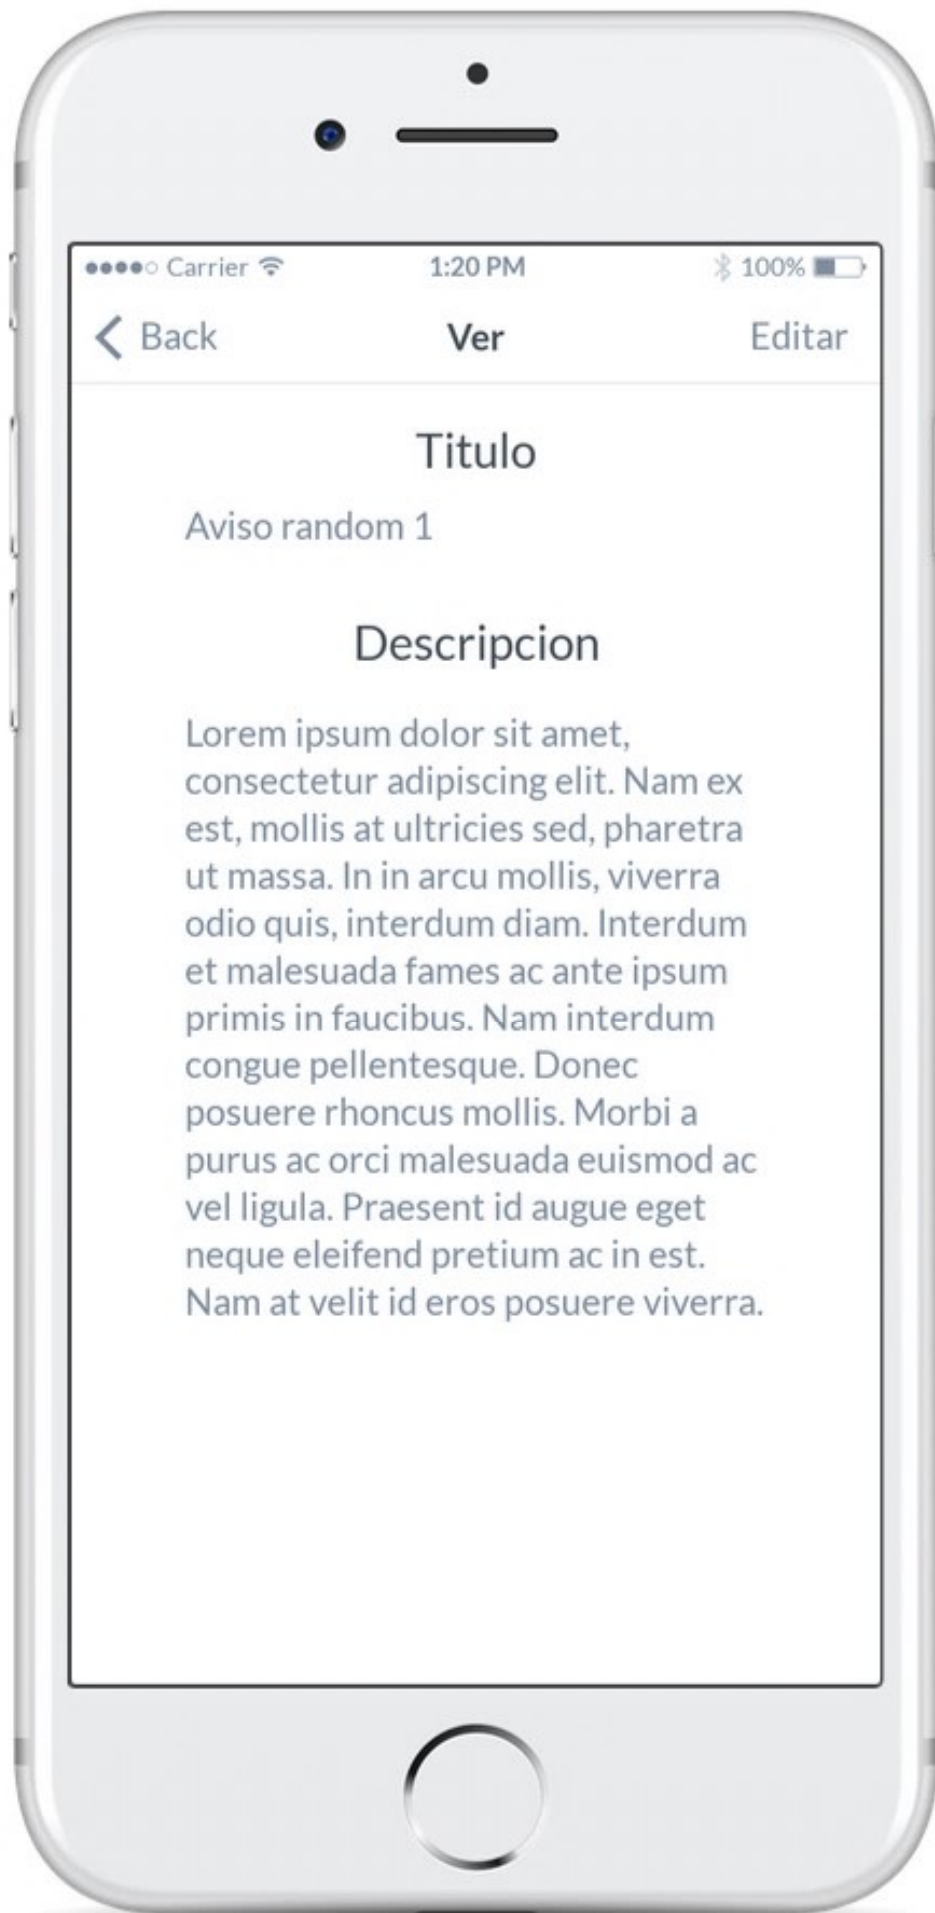 Carrier 1:20 PM 100%
Back Ver Editar
Titulo
Aviso random 1
Descripcion
Lorem ipsum dolor sit amet,
consectetur adipiscing elit. Nam ex
est, mollis at ultricies sed, pharetra
ut massa. In in arcu mollis, viverra
odio quis, interdum diam. Interdum
et malesuada fames ac ante ipsum
primis in faucibus. Nam interdum
congue pellentesque. Donec
posuere rhoncus mollis. Morbi a
purus ac orci malesuada euismod ac
vel ligula. Praesent id augue eget
neque eleifend pretium ac in est.
Nam at velit id eros posuere viverra.